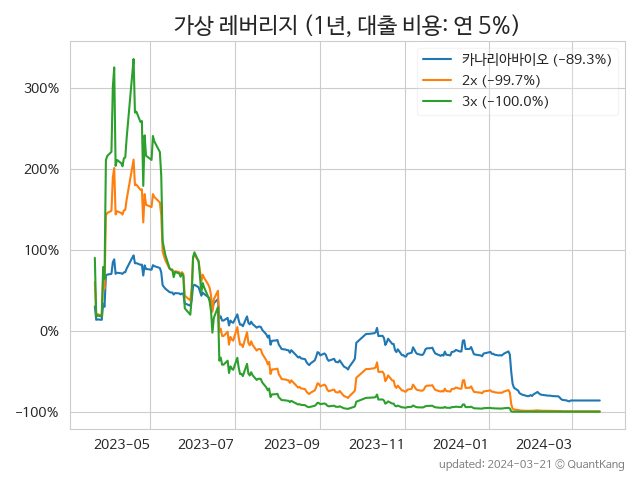 가상 레버리지 (1년, 대출 비용: 연 5%)
카나리아바이오 (−89.3%)
2x (−99.7%)
3x (−100.0%)
300%
200%
100%
0%
−100%
2023-05 2023-07 2023-09 2023-11 2024-01 2024-03
updated: 2024-03-21 © QuantKang